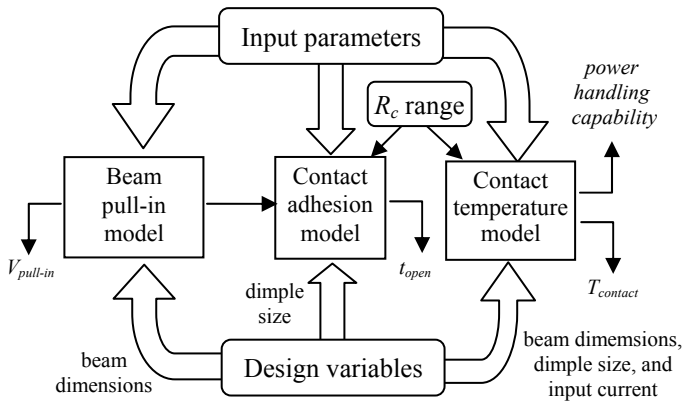 Input parameters
R_c range
power
handling
capability
Beam
pull-in
model
Contact
adhesion
model
Contact
temperature
model
V_pull-in
t_open
T_contact
dimple
size
beam
dimensions
Design variables
beam dimemsions,
dimple size, and
input current